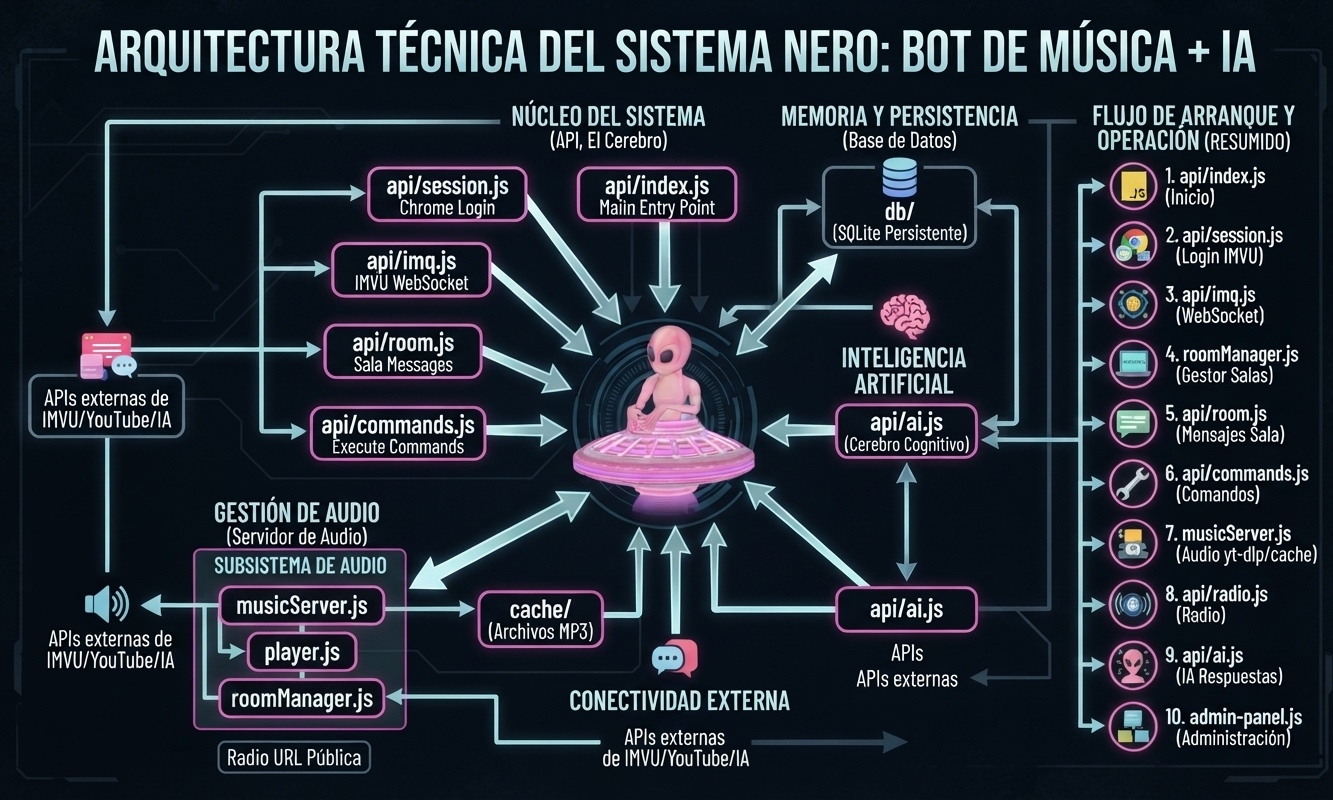 ARQUITECTURA TÉCNICA DEL SISTEMA NERO: BOT DE MÚSICA + IA
NÚCLEO DEL SISTEMA
(API, El Cerebro)
api/session.js
Chrome Login
api/index.js
Maiin Entry Point
api/imq.js
IMVU WebSocket
api/room.js
Sala Messages
api/commands.js
Execute Commands
APIs externas de
IMVU/YouTube/IA
MEMORIA Y PERSISTENCIA
(Base de Datos)
db/
(SQLite Persistente)
INTELIGENCIA
ARTIFICIAL
api/ai.js
(Cerebro Cognitivo)
api/ai.js
APIs
APIs externas
GESTIÓN DE AUDIO
(Servidor de Audio)
SUBSISTEMA DE AUDIO
musicServer.js
player.js
roomManager.js
Radio URL Pública
APIs externas de
IMVU/YouTube/IA
cache/
(Archivos MP3)
CONECTIVIDAD EXTERNA
APIs externas
de IMVU/YouTube/IA
FLUJO DE ARRANQUE Y
OPERACIÓN (RESUMIDO)
JS
1. api/index.js
(Inicio)
2. api/session.js
(Login IMVU)
3. api/imq.js
(WebSocket)
4. roomManager.js
(Gestor Salas)
5. api/room.js
(Mensajes Sala)
6. api/commands.js
(Comandos)
7. musicServer.js
(Audio yt-dlp/cache)
8. api/radio.js
(Radio)
9. api/ai.js
(IA Respuestas)
10. admin-panel.js
(Administración)